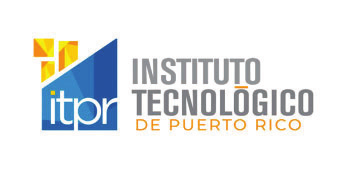 itpr
INSTITUTO
TECNOLÓGICO
DE PUERTO RICO